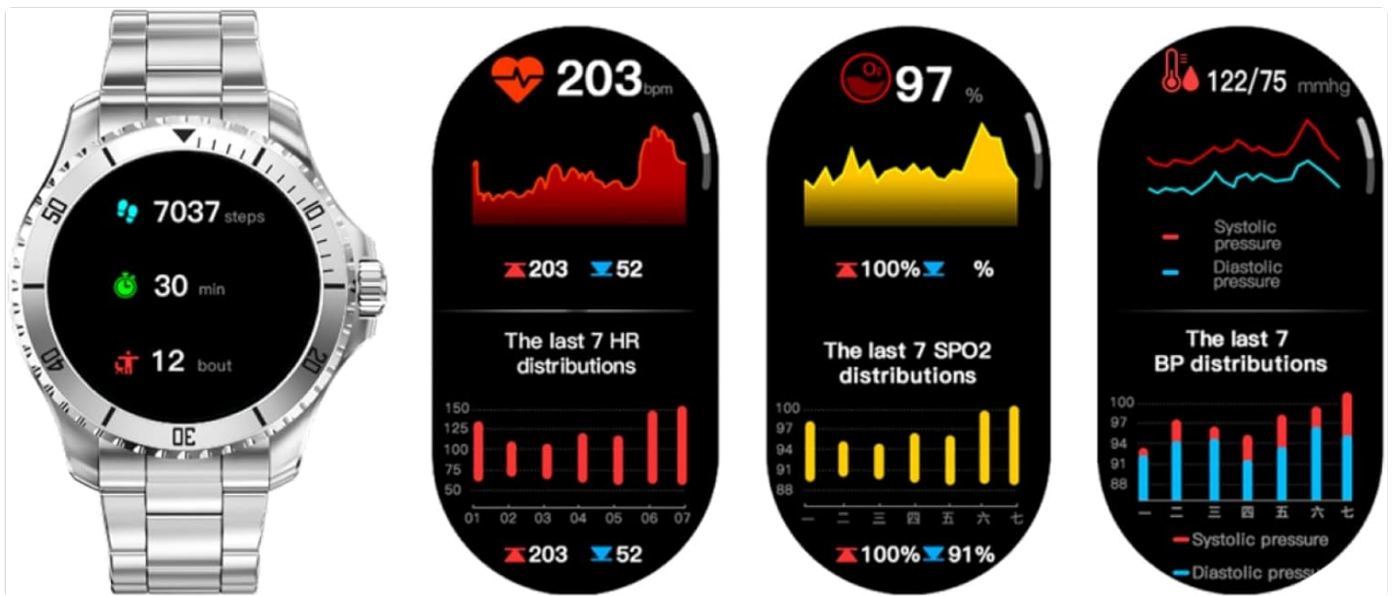 50
10
20
30
40
7037 steps
30 min
12 bout
203 bpm
203 52
The last 7 HR
distributions
150
125
100
75
50
01 02 03 04 05 06 07
203 52
O₂
97 %
100% %
The last 7 SPO2
distributions
100
97
94
91
88
一 二 三 四 五 六 七
100% 91%
122/75 mmhg
Systolic
pressure
Diastolic
pressure
The last 7
BP distributions
100
97
94
91
88
一 二 三 四 五 六 七
Systolic pressure
Diastolic pressu